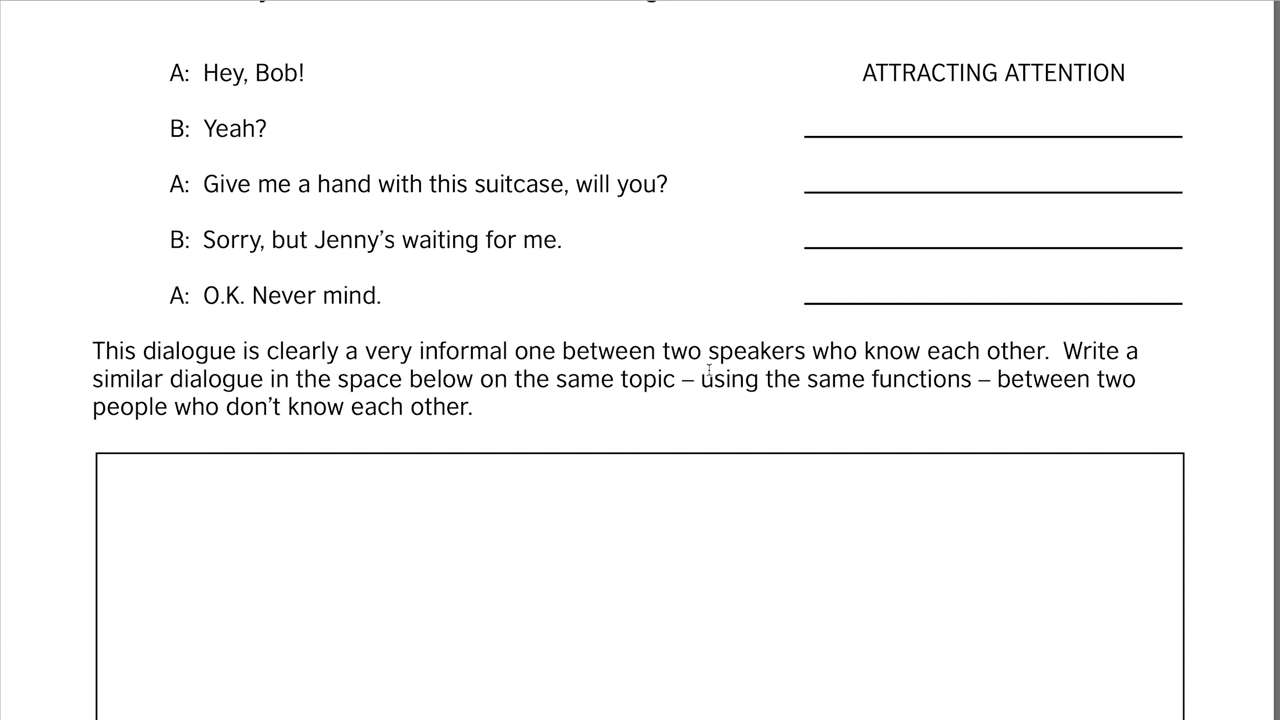 A: Hey, Bob! ATTRACTING ATTENTION
B: Yeah?
A: Give me a hand with this suitcase, will you?
B: Sorry, but Jenny's waiting for me.
A: O.K. Never mind.
This dialogue is clearly a very informal one between two speakers who know each other. Write a
similar dialogue in the space below on the same topic – using the same functions – between two
people who don't know each other.